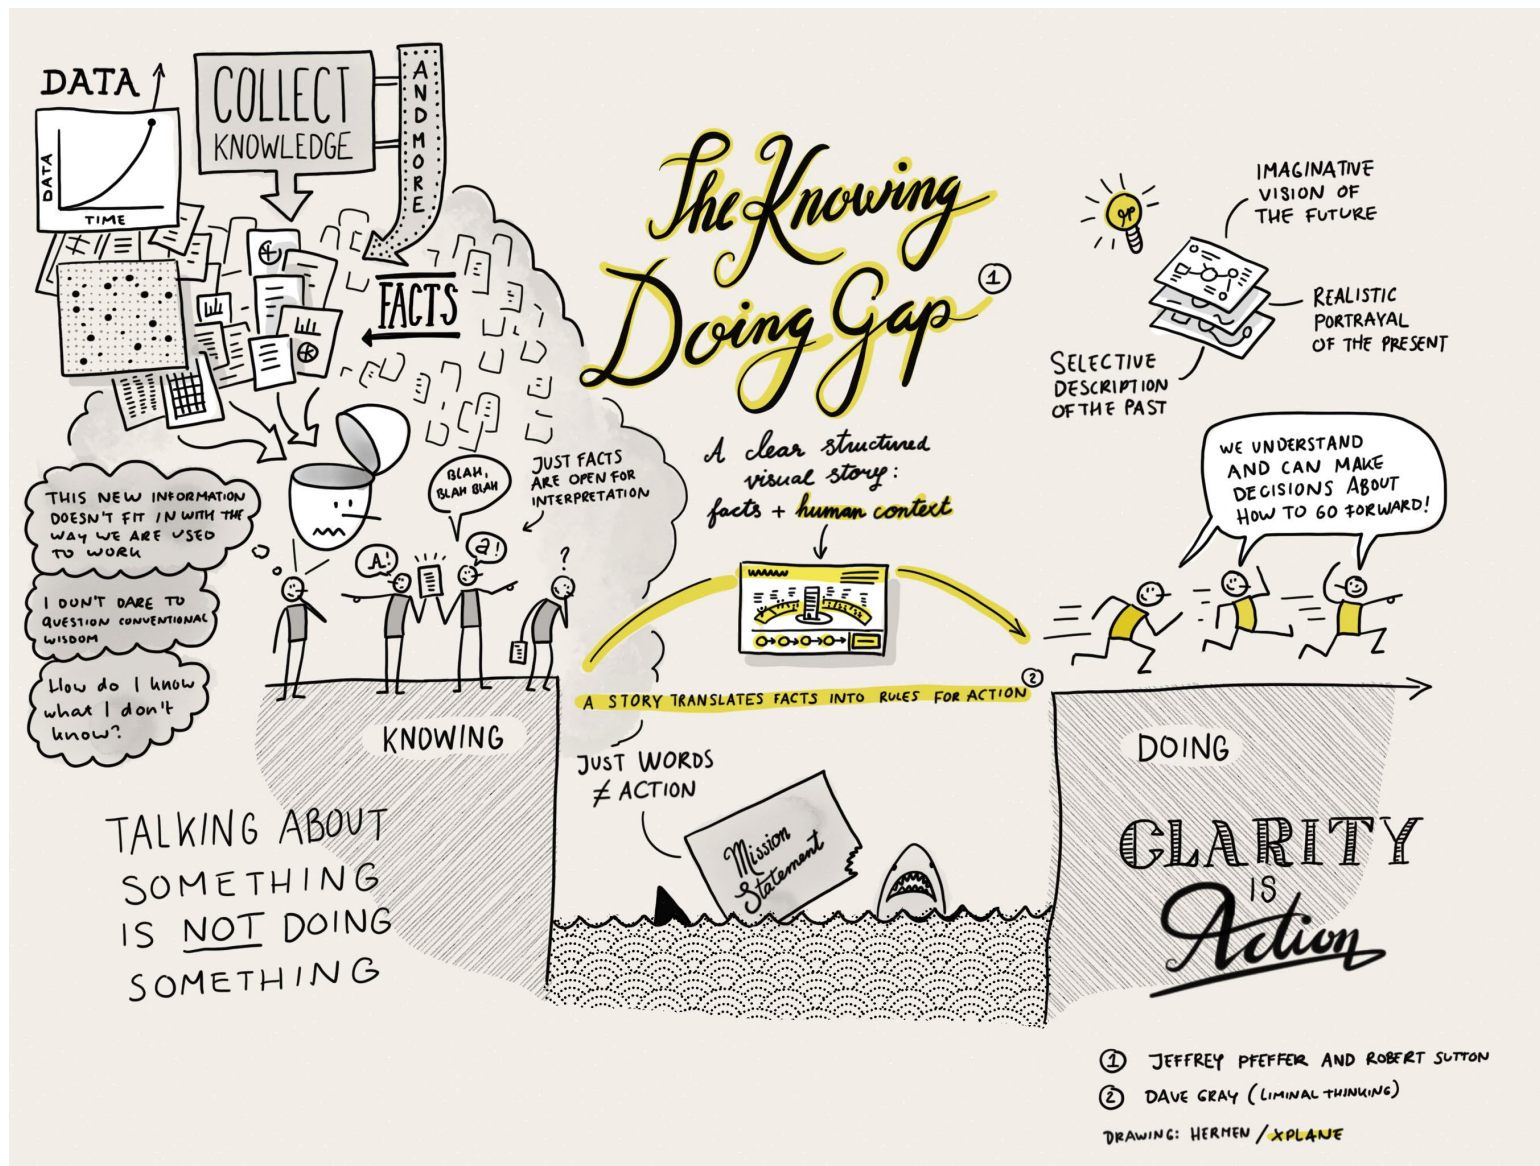 DATA
DATA
TIME
COLLECT
KNOWLEDGE
AND MORE
FACTS
THIS NEW INFORMATION
DOESN'T FIT IN WITH THE
WAY WE ARE USED
TO WORK
I DON'T DARE TO
QUESTION CONVENTIONAL
WISDOM
How do I know
what I don't
know?
BLAH,
BLAH BLAH
JUST FACTS
ARE OPEN FOR
INTERPRETATION
A!
a!
?
KNOWING
TALKING ABOUT
SOMETHING
IS NOT DOING
SOMETHING
The Knowing
Doing Gap 1
A clear structured
visual story:
facts + human context
A STORY TRANSLATES FACTS INTO RULES FOR ACTION 2
JUST WORDS
≠ ACTION
Mission
Statement
IMAGINATIVE
VISION OF
THE FUTURE
REALISTIC
PORTRAYAL
OF THE PRESENT
SELECTIVE
DESCRIPTION
OF THE PAST
WE UNDERSTAND
AND CAN MAKE
DECISIONS ABOUT
HOW TO GO FORWARD!
DOING
CLARITY
IS
Action
1 JEFFREY PFEFFER AND ROBERT SUTTON
2 DAVE GRAY (LIMINAL THINKING)
DRAWING: HERMEN / XPLANE